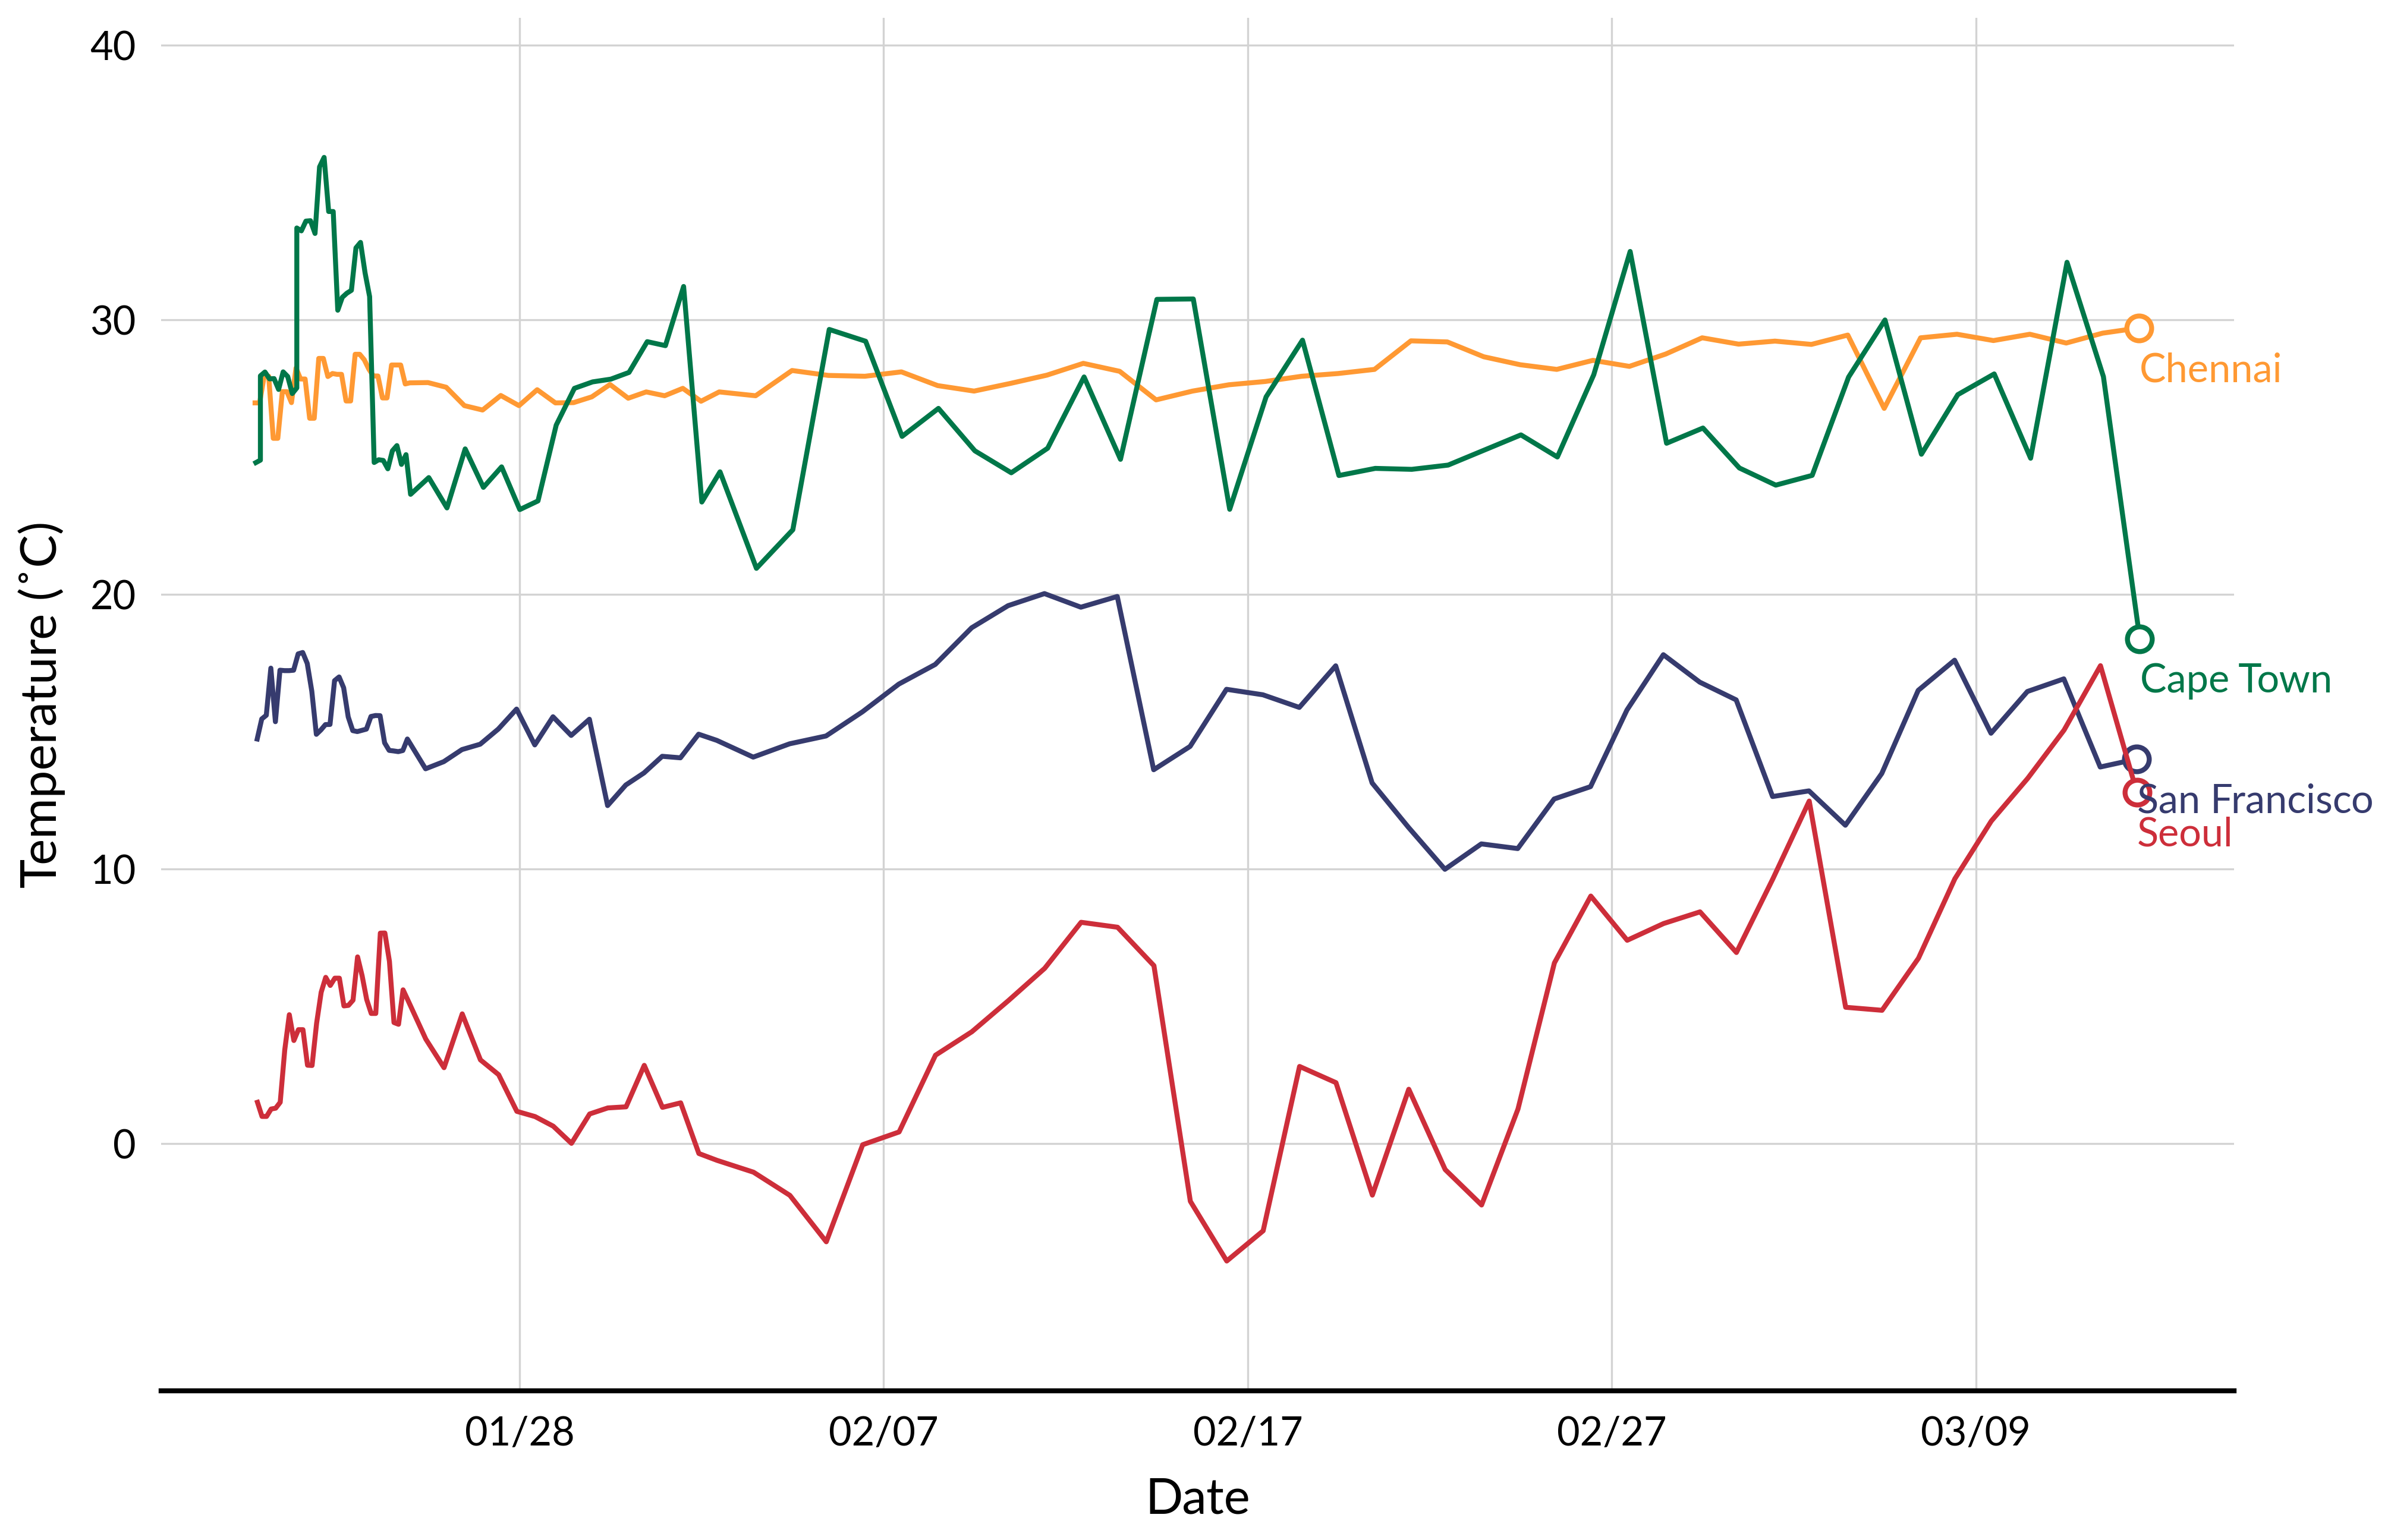 40
30
20
10
0
Temperature (°C)
Chennai
Cape Town
San Francisco
Seoul
01/28
02/07
02/17
02/27
03/09
Date